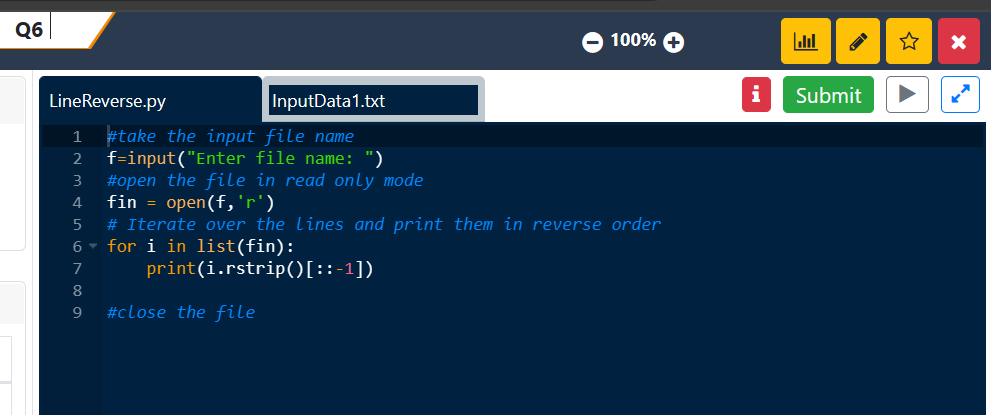 Q6
100%
LineReverse.py
InputData1.txt
i
Submit
1 #take the input file name
2 f=input("Enter file name: ")
3 #open the file in read only mode
4 fin = open(f,'r')
5 # Iterate over the lines and print them in reverse order
6 for i in list(fin):
7     print(i.rstrip()[::-1])
8
9 #close the file